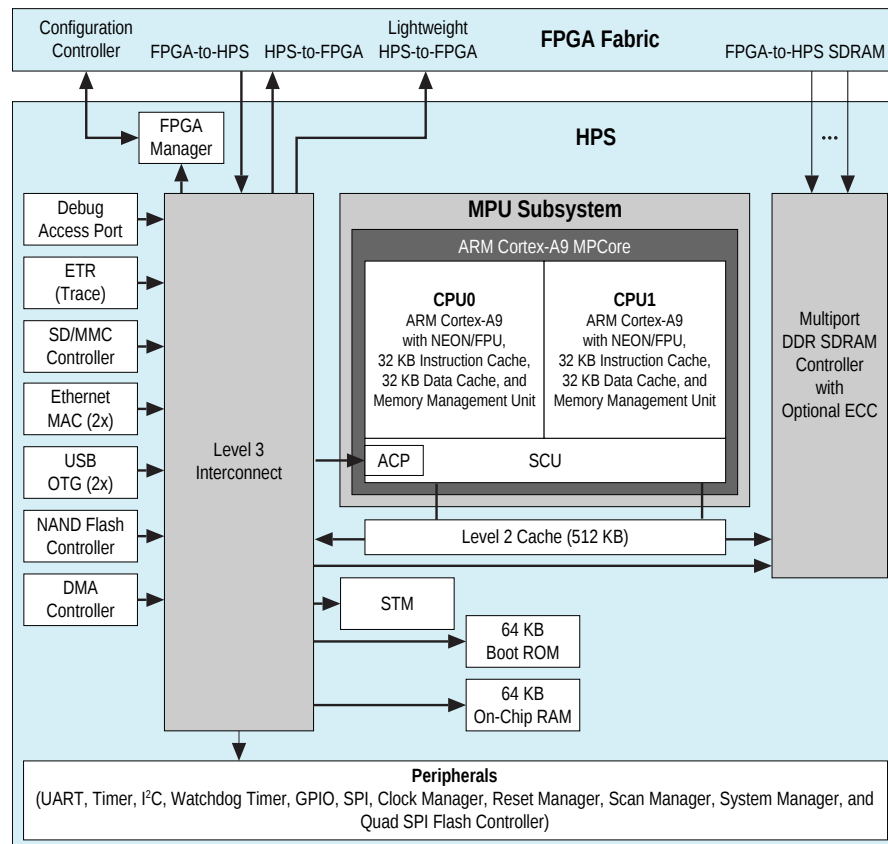 Configuration
Controller
FPGA-to-HPS
HPS-to-FPGA
Lightweight
HPS-to-FPGA
FPGA Fabric
FPGA-to-HPS SDRAM
HPS
...
FPGA
Manager
Debug
Access Port
ETR
(Trace)
SD/MMC
Controller
Ethernet
MAC (2x)
USB
OTG (2x)
NAND Flash
Controller
DMA
Controller
Level 3
Interconnect
MPU Subsystem
ARM Cortex-A9 MPCore
CPU0
ARM Cortex-A9
with NEON/FPU,
32 KB Instruction Cache,
32 KB Data Cache, and
Memory Management Unit
CPU1
ARM Cortex-A9
with NEON/FPU,
32 KB Instruction Cache,
32 KB Data Cache, and
Memory Management Unit
ACP
SCU
Level 2 Cache (512 KB)
Multiport
DDR SDRAM
Controller
with
Optional ECC
STM
64 KB
Boot ROM
64 KB
On-Chip RAM
Peripherals
(UART, Timer, I²C, Watchdog Timer, GPIO, SPI, Clock Manager, Reset Manager, Scan Manager, System Manager, and
Quad SPI Flash Controller)